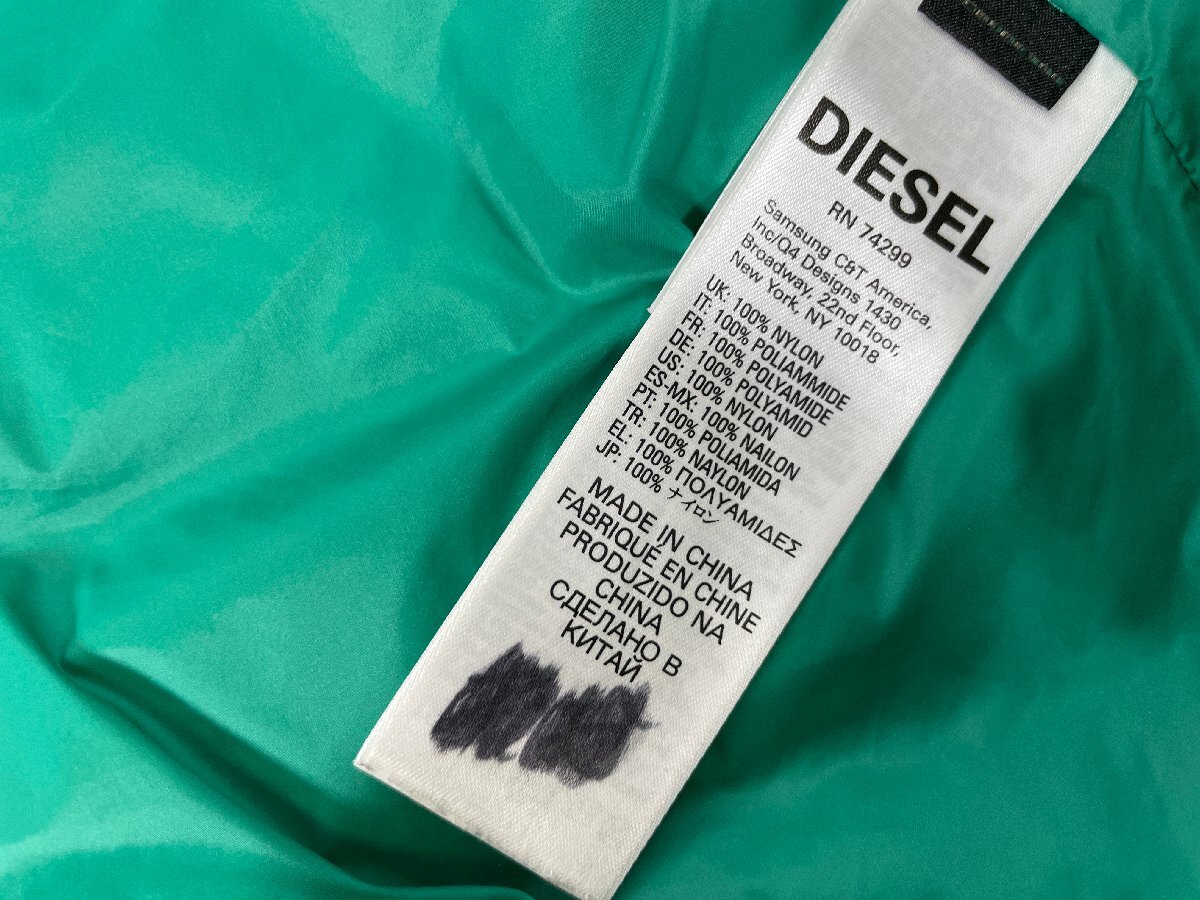 DIESEL
RN 74299
Samsung C&T America,
Inc/Q4 Designs 1430
Broadway, 22nd Floor,
New York, NY 10018
UK: 100% NYLON
IT: 100% POLIAMMIDE
FR: 100% POLYAMIDE
DE: 100% POLYAMID
US: 100% NYLON
ES-MX: 100% NAILON
PT: 100% POLIAMIDA
TR: 100% NAYLON
EL: 100% ΠΟΛΥΑΜΙΔΕΣ
JP: 100% ナイロン
MADE IN CHINA
FABRIQUÉ EN CHINE
PRODUZIDO NA
CHINA
СДЕЛАНО В
КИТАЙ